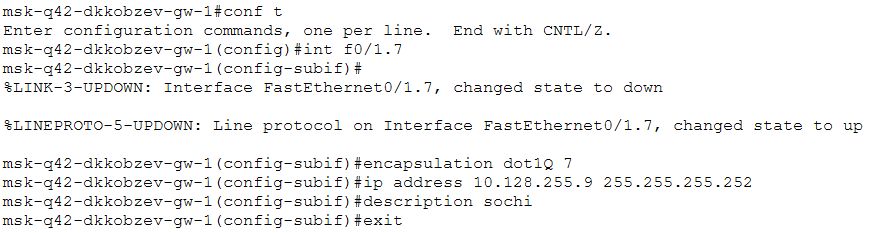 msk-q42-dkkobzev-gw-1#conf t
Enter configuration commands, one per line.  End with CNTL/Z.
msk-q42-dkkobzev-gw-1(config)#int f0/1.7
msk-q42-dkkobzev-gw-1(config-subif)#
%LINK-3-UPDOWN: Interface FastEthernet0/1.7, changed state to down
%LINEPROTO-5-UPDOWN: Line protocol on Interface FastEthernet0/1.7, changed state to up
msk-q42-dkkobzev-gw-1(config-subif)#encapsulation dot1Q 7
msk-q42-dkkobzev-gw-1(config-subif)#ip address 10.128.255.9 255.255.255.252
msk-q42-dkkobzev-gw-1(config-subif)#description sochi
msk-q42-dkkobzev-gw-1(config-subif)#exit